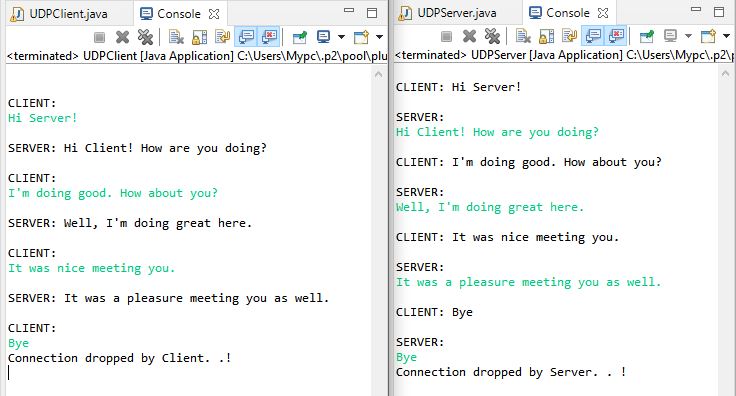 UDPClient.java
Console
<terminated> UDPClient [Java Application] C:\Users\Mypc\.p2\pool\plu
CLIENT:
Hi Server!
SERVER: Hi Client! How are you doing?
CLIENT:
I'm doing good. How about you?
SERVER: Well, I'm doing great here.
CLIENT:
It was nice meeting you.
SERVER: It was a pleasure meeting you as well.
CLIENT:
Bye
Connection dropped by Client. .!
UDPServer.java
Console
<terminated> UDPServer [Java Application] C:\Users\Mypc\.p2\p
CLIENT: Hi Server!
SERVER:
Hi Client! How are you doing?
CLIENT: I'm doing good. How about you?
SERVER:
Well, I'm doing great here.
CLIENT: It was nice meeting you.
SERVER:
It was a pleasure meeting you as well.
CLIENT: Bye
SERVER:
Bye
Connection dropped by Server. . !